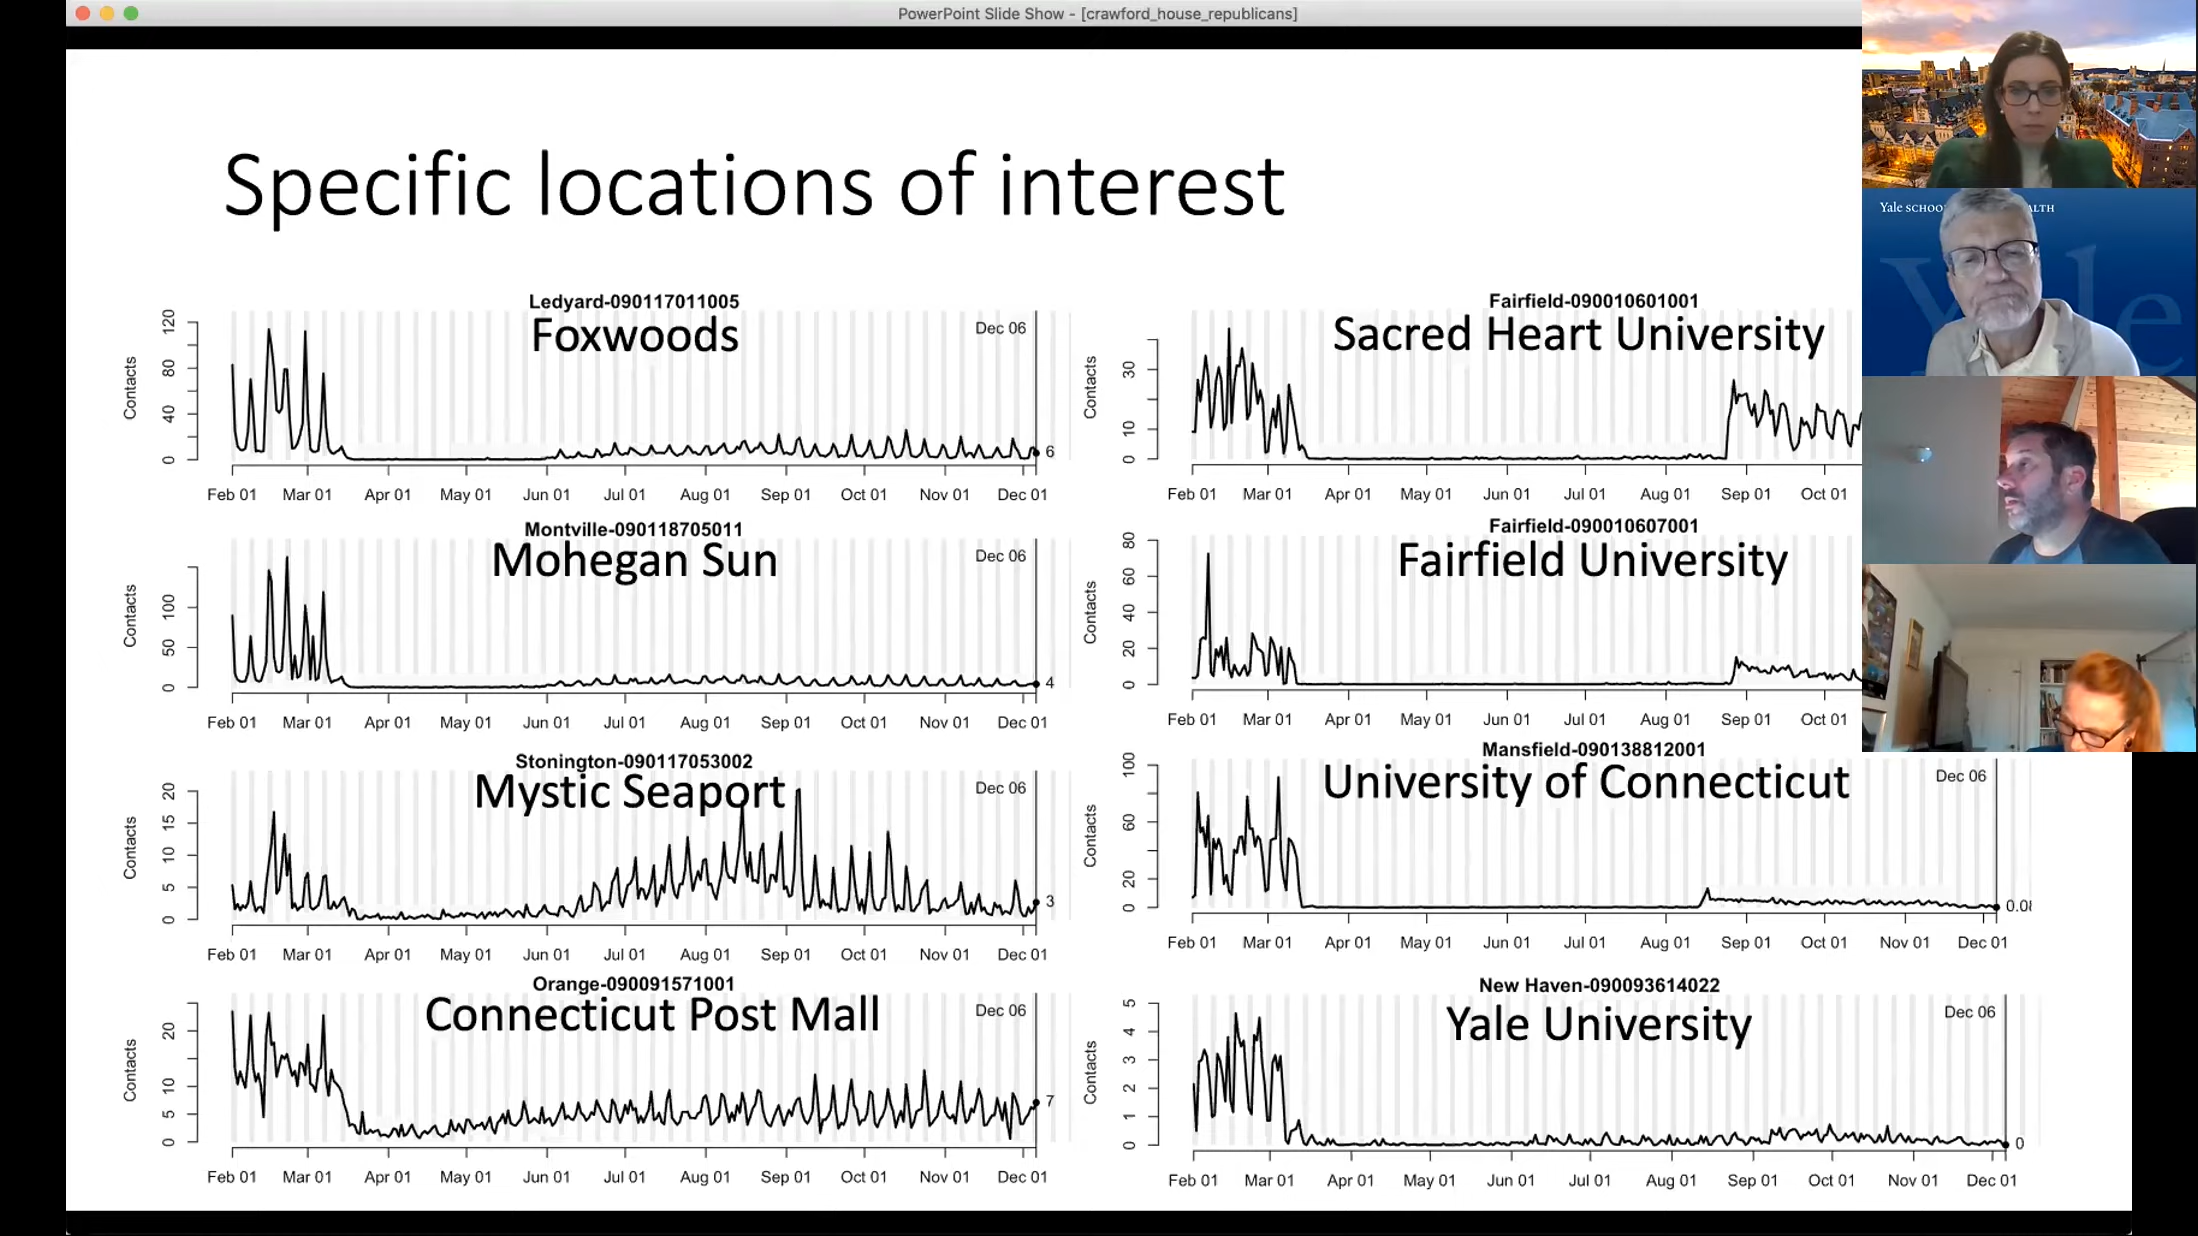 PowerPoint Slide Show - [crawford_house_republicans]
Specific locations of interest
Ledyard-090117011005
Foxwoods
Dec 06
Contacts
120
80
40
0
6
Feb 01 Mar 01 Apr 01 May 01 Jun 01 Jul 01 Aug 01 Sep 01 Oct 01 Nov 01 Dec 01
Montville-090118705011
Mohegan Sun
Dec 06
Contacts
100
50
0
4
Feb 01 Mar 01 Apr 01 May 01 Jun 01 Jul 01 Aug 01 Sep 01 Oct 01 Nov 01 Dec 01
Stonington-090117053002
Mystic Seaport
Dec 06
Contacts
20
15
10
5
0
3
Feb 01 Mar 01 Apr 01 May 01 Jun 01 Jul 01 Aug 01 Sep 01 Oct 01 Nov 01 Dec 01
Orange-090091571001
Connecticut Post Mall
Dec 06
Contacts
20
10
5
0
7
Feb 01 Mar 01 Apr 01 May 01 Jun 01 Jul 01 Aug 01 Sep 01 Oct 01 Nov 01 Dec 01
Fairfield-090010601001
Sacred Heart University
Contacts
30
10
0
Feb 01 Mar 01 Apr 01 May 01 Jun 01 Jul 01 Aug 01 Sep 01 Oct 01
Fairfield-090010607001
Fairfield University
Contacts
80
60
40
20
0
Feb 01 Mar 01 Apr 01 May 01 Jun 01 Jul 01 Aug 01 Sep 01 Oct 01
Mansfield-090138812001
University of Connecticut
Dec 06
Contacts
100
60
20
0
Feb 01 Mar 01 Apr 01 May 01 Jun 01 Jul 01 Aug 01 Sep 01 Oct 01 Nov 01 Dec 01
New Haven-090093614022
Yale University
Dec 06
Contacts
5
4
3
2
1
0
0
Feb 01 Mar 01 Apr 01 May 01 Jun 01 Jul 01 Aug 01 Sep 01 Oct 01 Nov 01 Dec 01
Yale